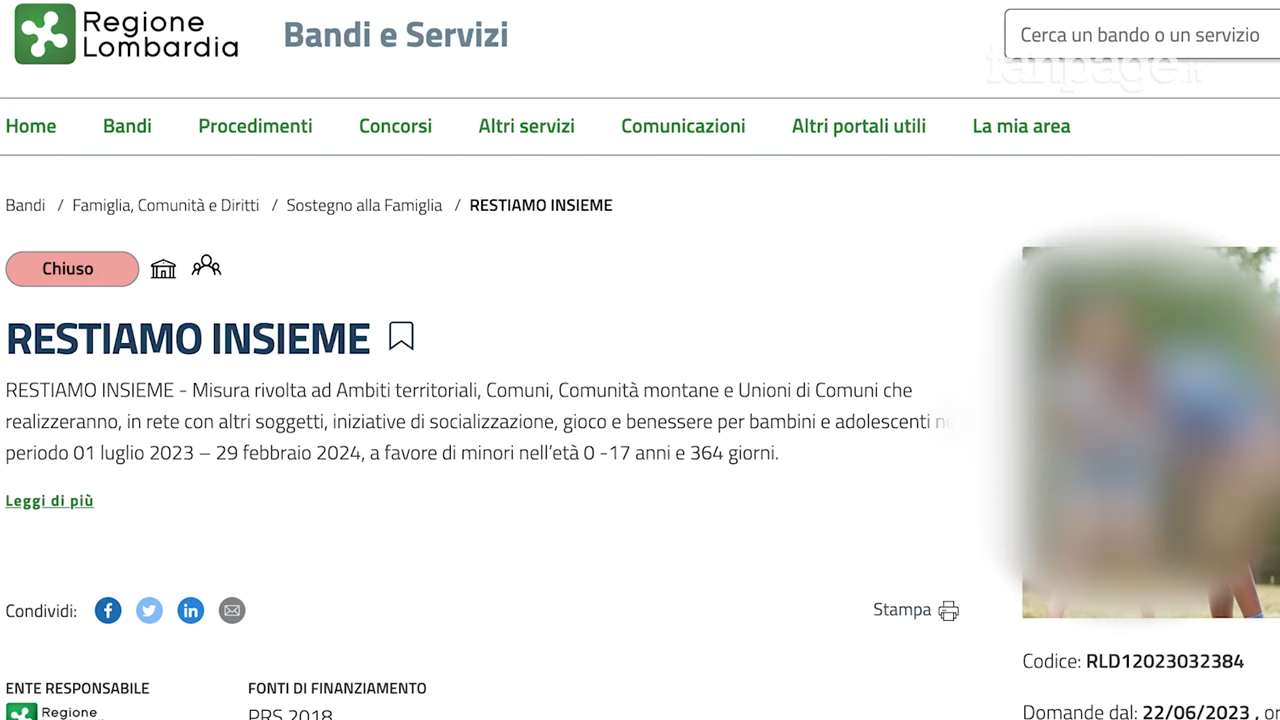 Regione
Lombardia
Bandi e Servizi
Cerca un bando o un servizio
fanpage.it
Home Bandi Procedimenti Concorsi Altri servizi Comunicazioni Altri portali utili La mia area
Bandi / Famiglia, Comunità e Diritti / Sostegno alla Famiglia / RESTIAMO INSIEME
Chiuso
RESTIAMO INSIEME
RESTIAMO INSIEME - Misura rivolta ad Ambiti territoriali, Comuni, Comunità montane e Unioni di Comuni che
realizzeranno, in rete con altri soggetti, iniziative di socializzazione, gioco e benessere per bambini e adolescenti
periodo 01 luglio 2023 – 29 febbraio 2024, a favore di minori nell'età 0 -17 anni e 364 giorni.
Leggi di più
Condividi:
Stampa
Codice: RLD12023032384
ENTE RESPONSABILE FONTI DI FINANZIAMENTO
Regione
PRS 2018
Domande dal: 22/06/2023 , or